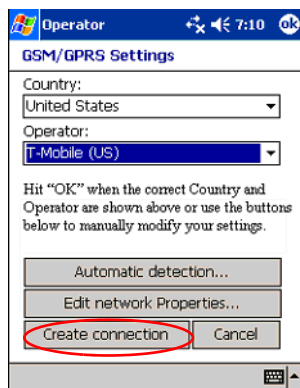 Operator 7:10 ok
GSM/GPRS Settings
Country:
United States
Operator:
T-Mobile (US)
Hit “OK” when the correct Country and
Operator are shown above or use the buttons
below to manually modify your settings.
Automatic detection...
Edit network Properties...
Create connection Cancel